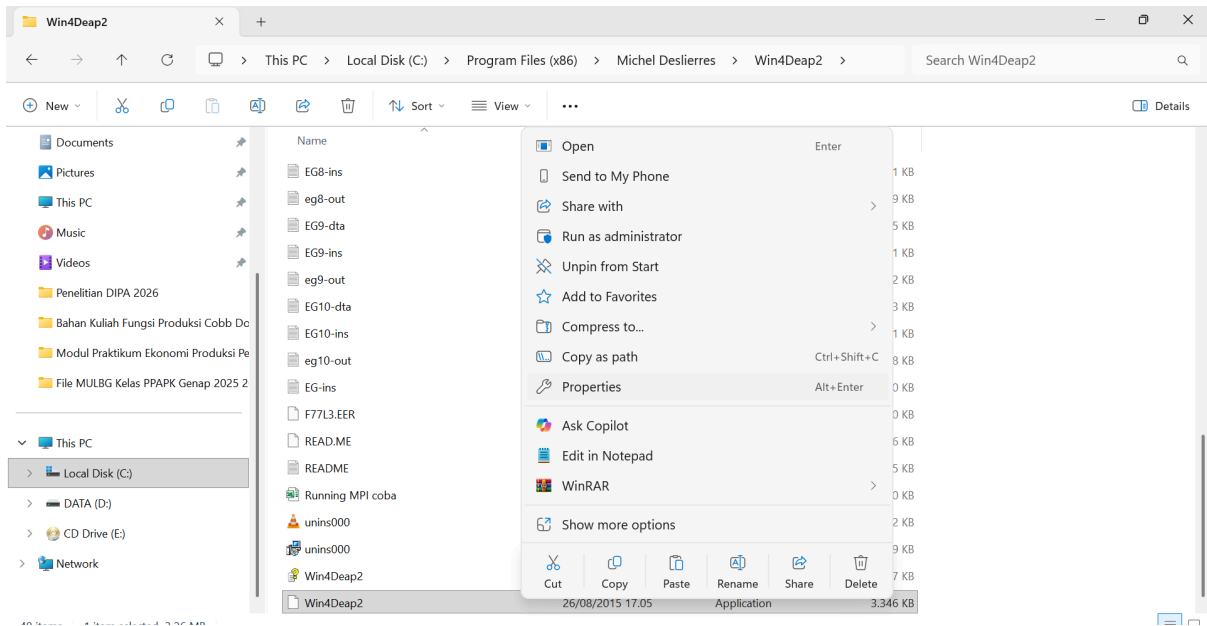 Win4Deap2
This PC > Local Disk (C:) > Program Files (x86) > Michel Deslierres > Win4Deap2 >
Search Win4Deap2
New
Sort
View
Details
Documents
Pictures
This PC
Music
Videos
Penelitian DIPA 2026
Bahan Kuliah Fungsi Produksi Cobb Do
Modul Praktikum Ekonomi Produksi Pe
File MULBG Kelas PPAPK Genap 2025 2
This PC
Local Disk (C:)
DATA (D:)
CD Drive (E:)
Network
Name
EG8-ins
eg8-out
EG9-dta
EG9-ins
eg9-out
EG10-dta
EG10-ins
eg10-out
EG-ins
F77L3.EER
READ.ME
README
Running MPI coba
unins000
unins000
Win4Deap2
Win4Deap2 26/08/2015 17.05 Application 3.346 KB
Open Enter
Send to My Phone
Share with
Run as administrator
Unpin from Start
Add to Favorites
Compress to...
Copy as path Ctrl+Shift+C
Properties Alt+Enter
Ask Copilot
Edit in Notepad
WinRAR
Show more options
Cut Copy Paste Rename Share Delete
1 KB
9 KB
5 KB
1 KB
2 KB
3 KB
1 KB
8 KB
0 KB
0 KB
6 KB
5 KB
0 KB
2 KB
9 KB
7 KB